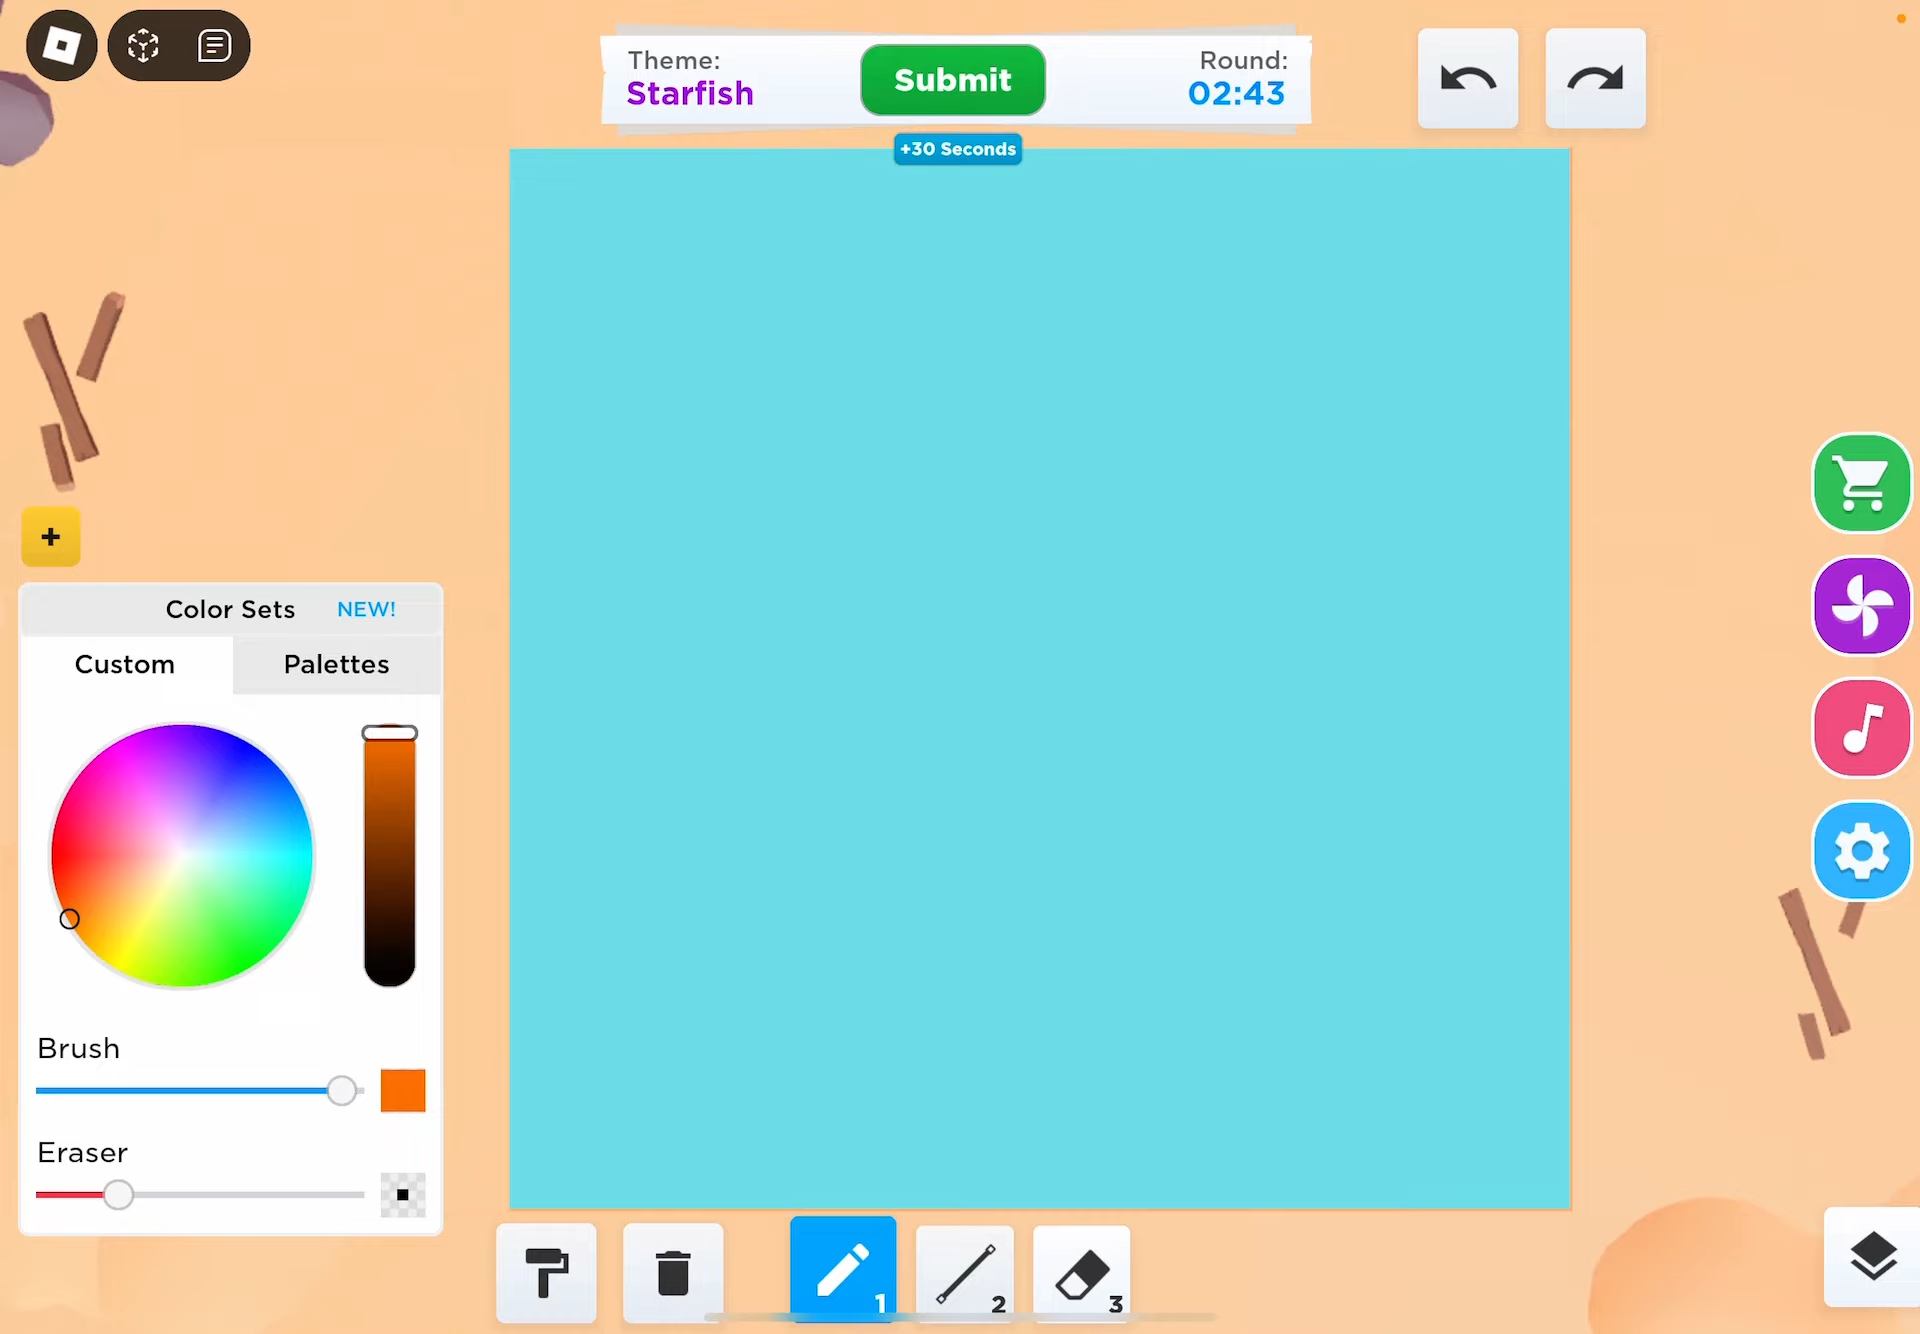 Theme:
Starfish
Submit
Round:
02:43
+30 Seconds
+
Color Sets NEW!
Custom
Palettes
Brush
Eraser
1
2
3